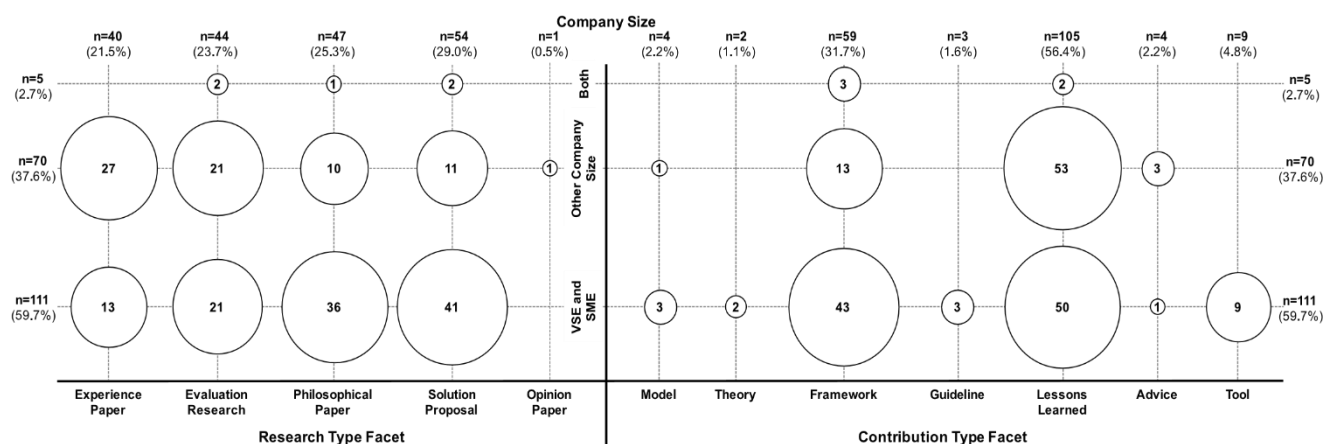 Company Size
n=40 n=44 n=47 n=54 n=1 n=4 n=2 n=59 n=3 n=105 n=4 n=9
(21.5%) (23.7%) (25.3%) (29.0%) (0.5%) (2.2%) (1.1%) (31.7%) (1.6%) (56.4%) (2.2%) (4.8%)
n=5 2 1 2 Both 3 2 n=5
(2.7%) (2.7%)
n=70 27 21 10 11 1 Other Company 1 13 53 3 n=70
(37.6%) Size (37.6%)
n=111 13 21 36 41 VSE and 3 2 43 3 50 1 9 n=111
(59.7%) SME (59.7%)
Experience Evaluation Philosophical Solution Opinion Model Theory Framework Guideline Lessons Advice Tool
Paper Research Paper Proposal Paper Learned
Research Type Facet Contribution Type Facet